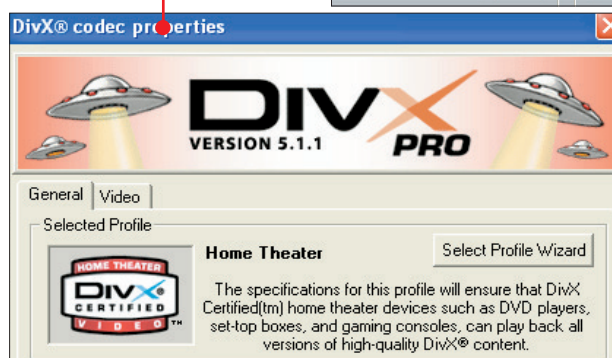 DivX® codec properties
DIVX
VERSION 5.1.1 PRO
General Video
Selected Profile
Home Theater
Select Profile Wizard
HOME THEATER
DIVX®
CERTIFIED
VIDEO™
The specifications for this profile will ensure that DivX
Certified(tm) home theater devices such as DVD players,
set-top boxes, and gaming consoles, can play back all
versions of high-quality DivX® content.